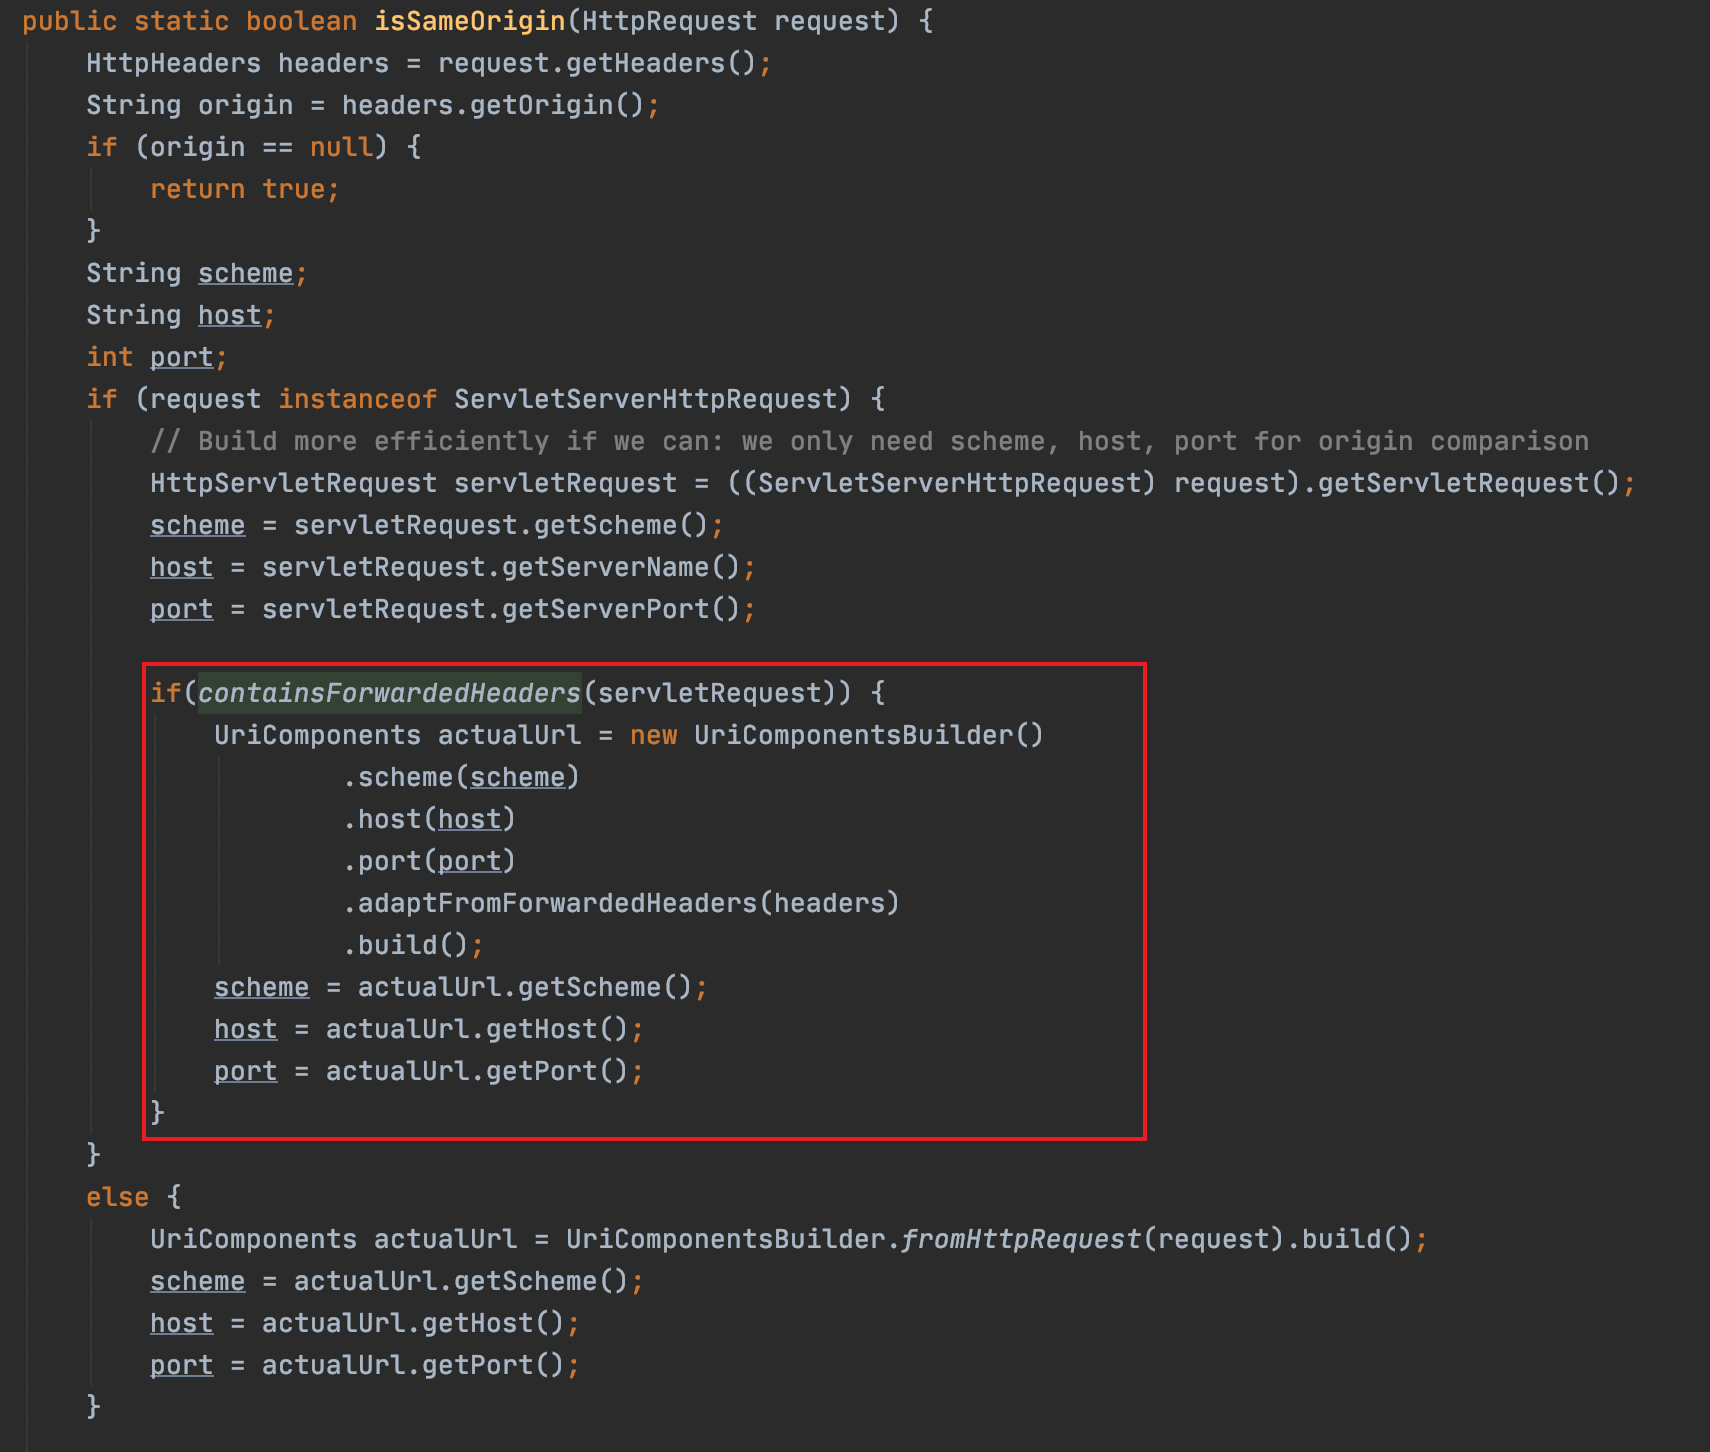 public static boolean isSameOrigin(HttpRequest request) {
HttpHeaders headers = request.getHeaders();
String origin = headers.getOrigin();
if (origin == null) {
return true;
}
String scheme;
String host;
int port;
if (request instanceof ServletServerHttpRequest) {
// Build more efficiently if we can: we only need scheme, host, port for origin comparison
HttpServletRequest servletRequest = ((ServletServerHttpRequest) request).getServletRequest();
scheme = servletRequest.getScheme();
host = servletRequest.getServerName();
port = servletRequest.getServerPort();
if(containsForwardedHeaders(servletRequest)) {
UriComponents actualUrl = new UriComponentsBuilder()
.scheme(scheme)
.host(host)
.port(port)
.adaptFromForwardedHeaders(headers)
.build();
scheme = actualUrl.getScheme();
host = actualUrl.getHost();
port = actualUrl.getPort();
}
}
else {
UriComponents actualUrl = UriComponentsBuilder.fromHttpRequest(request).build();
scheme = actualUrl.getScheme();
host = actualUrl.getHost();
port = actualUrl.getPort();
}